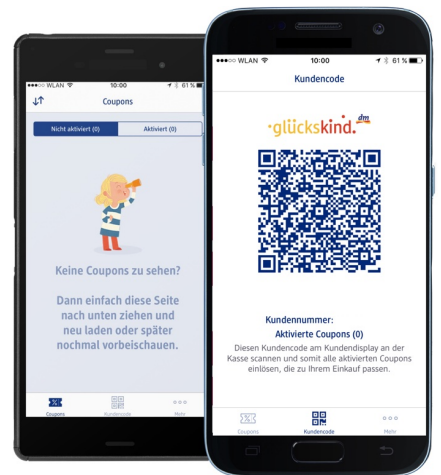 WLAN 10:00 61 %
Coupons
Nicht aktiviert (0) Aktiviert (0)
Keine Coupons zu sehen?
Dann einfach diese Seite
nach unten ziehen und
neu laden oder später
nochmal vorbeischauen.
Coupons Kundencode Mehr
WLAN 10:00 61 %
Kundencode
glückskind. dm
Kundennummer:
Aktivierte Coupons (0)
Diesen Kundencode am Kundendisplay an der
Kasse scannen und somit alle aktivierten Coupons
einlösen, die zu Ihrem Einkauf passen.
Coupons Kundencode Mehr